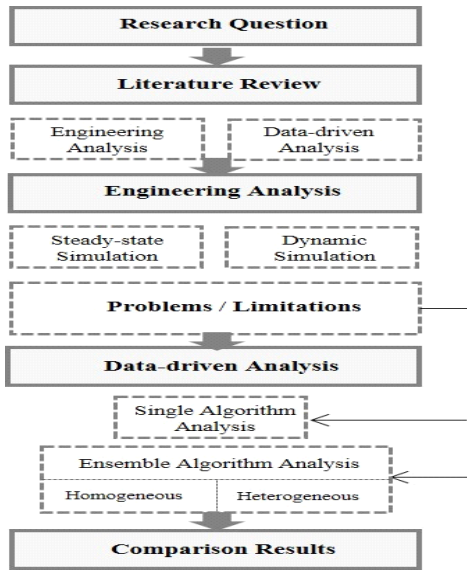 Research Question
Literature Review
Engineering
Analysis
Data-driven
Analysis
Engineering Analysis
Steady-state
Simulation
Dynamic
Simulation
Problems / Limitations
Data-driven Analysis
Single Algorithm
Analysis
Ensemble Algorithm Analysis
Homogeneous
Heterogeneous
Comparison Results